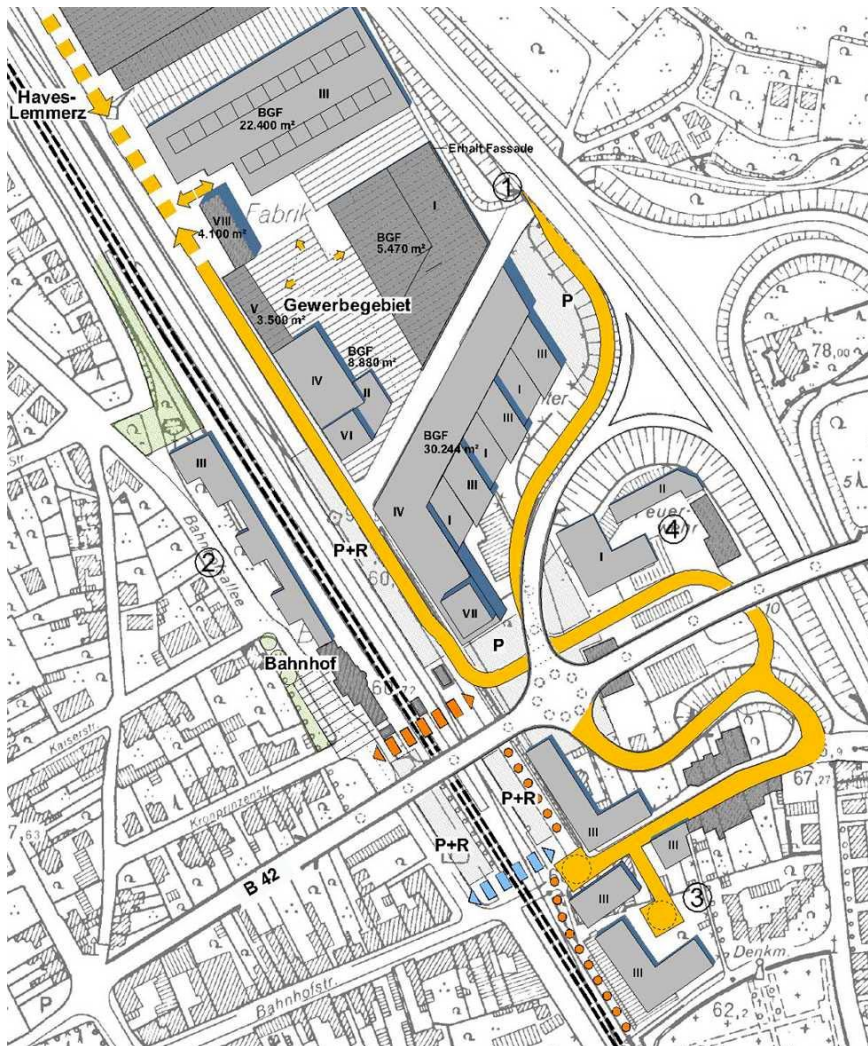 Hayes-
Lemmerz
III
BGF
22.400 m²
Erhalt Fassade
1
VIII
4.100 m²
Fabrik
I
BGF
5.470 m²
P
Gewerbegebiet
V
3.500 m²
BGF
8.880 m²
IV
II
VI
III
I
III
I
III
I
BGF
30.244 m²
IV
VII
78,00
III
P+R
2
II
4
I
P
Bahnhof
Kaiserstr.
Kronprinzenstr.
67,27
P+R
III
P+R
III
B 42
III
3
III
Bahnhofstr.
Denkm.
62,2
P